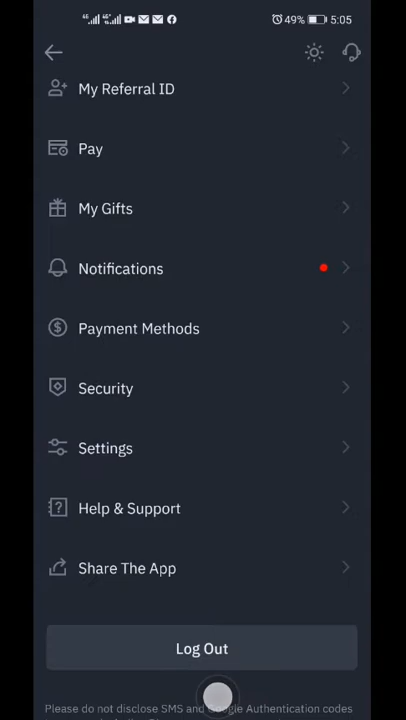 49% 5:05
My Referral ID
Pay
My Gifts
Notifications
Payment Methods
Security
Settings
Help & Support
Share The App
Log Out
Please do not disclose SMS and Google Authentication codes